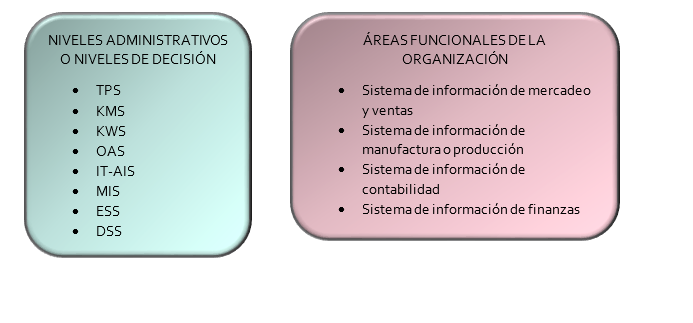 NIVELES ADMINISTRATIVOS
O NIVELES DE DECISIÓN
• TPS
• KMS
• KWS
• OAS
• IT-AIS
• MIS
• ESS
• DSS
ÁREAS FUNCIONALES DE LA
ORGANIZACIÓN
• Sistema de información de mercadeo
y ventas
• Sistema de información de
manufactura o producción
• Sistema de información de
contabilidad
• Sistema de información de finanzas